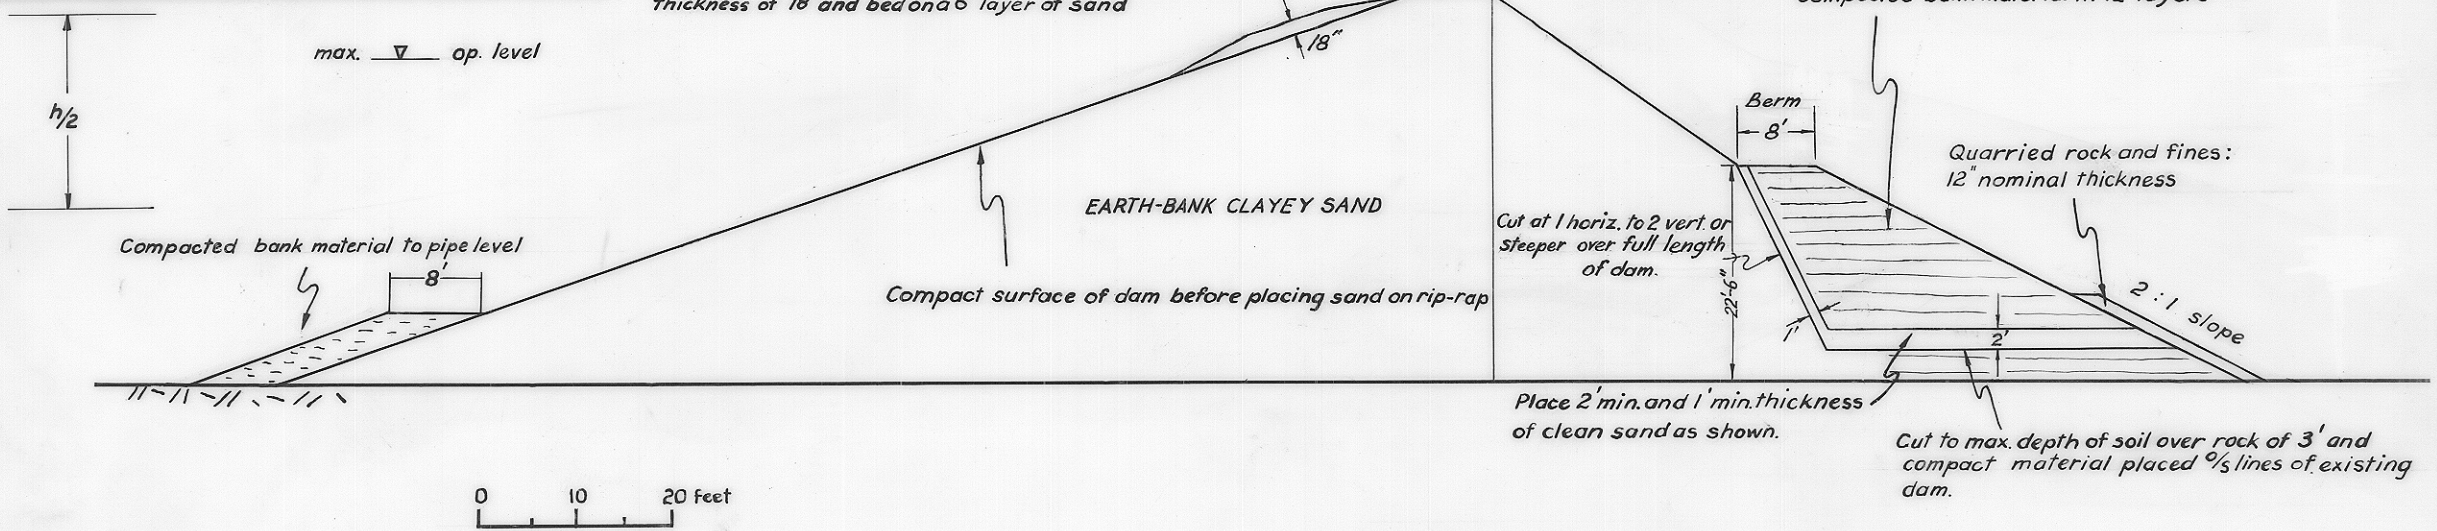 Thickness of 18" and bed on a 6" layer of sand
max. ∇ op. level
18"
h/2
Berm
8'
Quarried rock and fines:
12" nominal thickness
EARTH-BANK CLAYEY SAND
Cut at 1 horiz. to 2 vert. or
steeper over full length
of dam.
Compacted bank material to pipe level
8'
Compact surface of dam before placing sand on rip-rap
22'-6"
1'
2'
2 : 1 slope
Place 2' min. and 1' min. thickness
of clean sand as shown.
Cut to max. depth of soil over rock of 3' and
compact material placed o/s lines of existing
dam.
0 10 20 feet